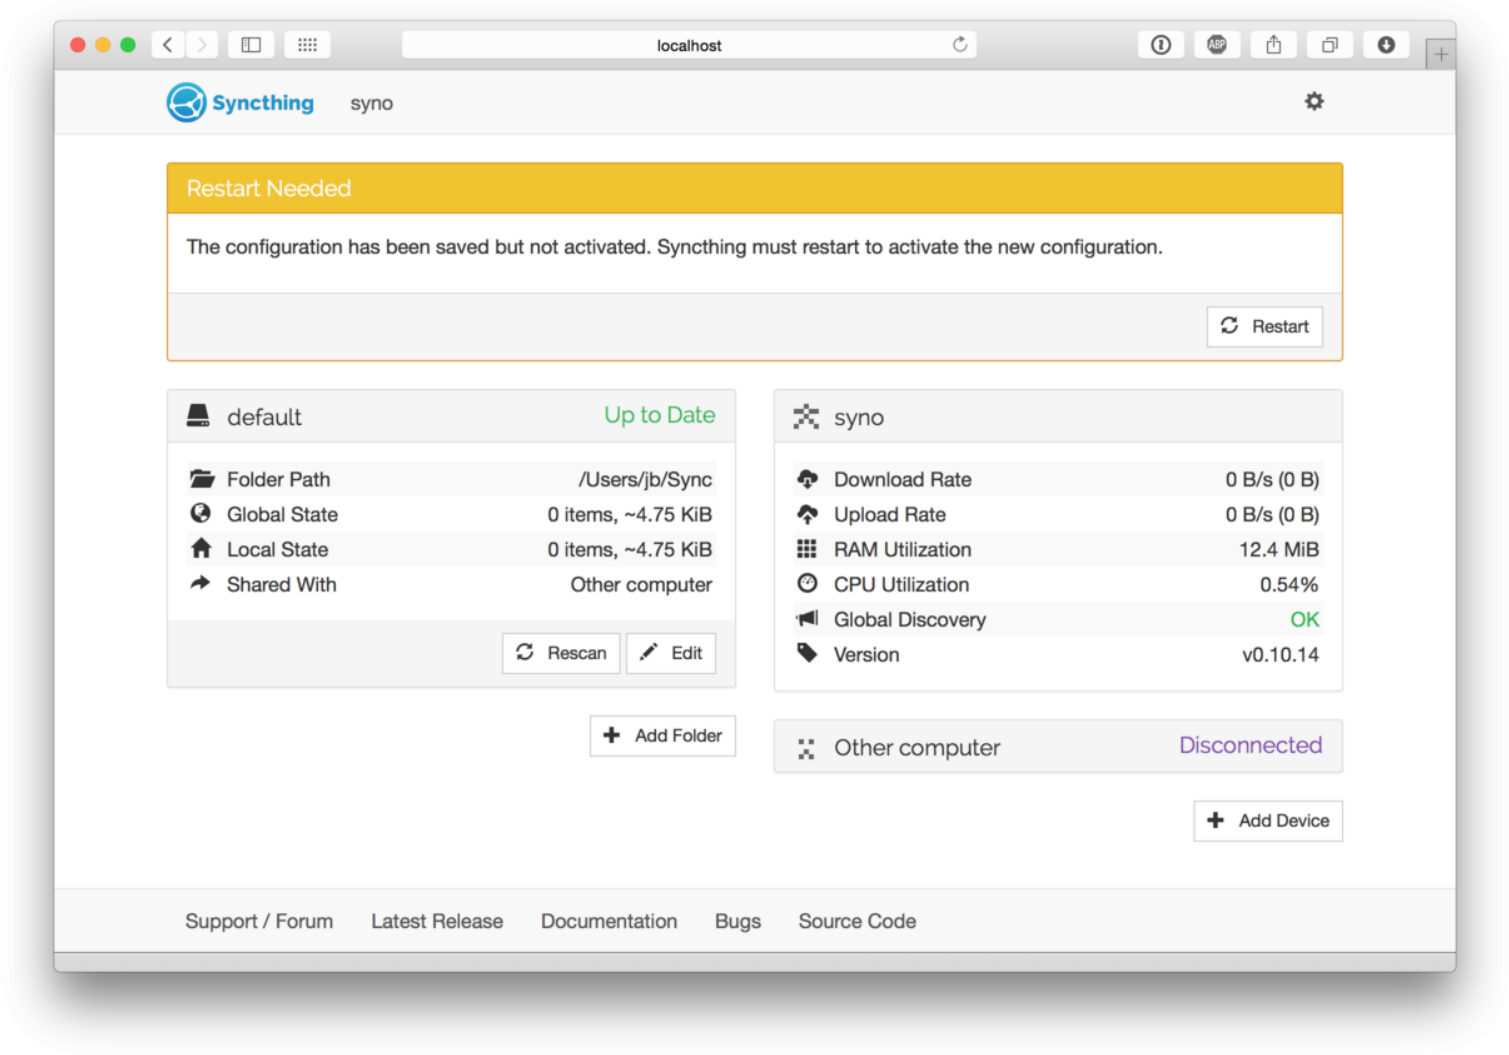 localhost
ABP
Syncthing syno
Restart Needed
The configuration has been saved but not activated. Syncthing must restart to activate the new configuration.
Restart
default Up to Date
Folder Path /Users/jb/Sync
Global State 0 items, ~4.75 KiB
Local State 0 items, ~4.75 KiB
Shared With Other computer
Rescan Edit
Add Folder
syno
Download Rate 0 B/s (0 B)
Upload Rate 0 B/s (0 B)
RAM Utilization 12.4 MiB
CPU Utilization 0.54%
Global Discovery OK
Version v0.10.14
Other computer Disconnected
Add Device
Support / Forum Latest Release Documentation Bugs Source Code